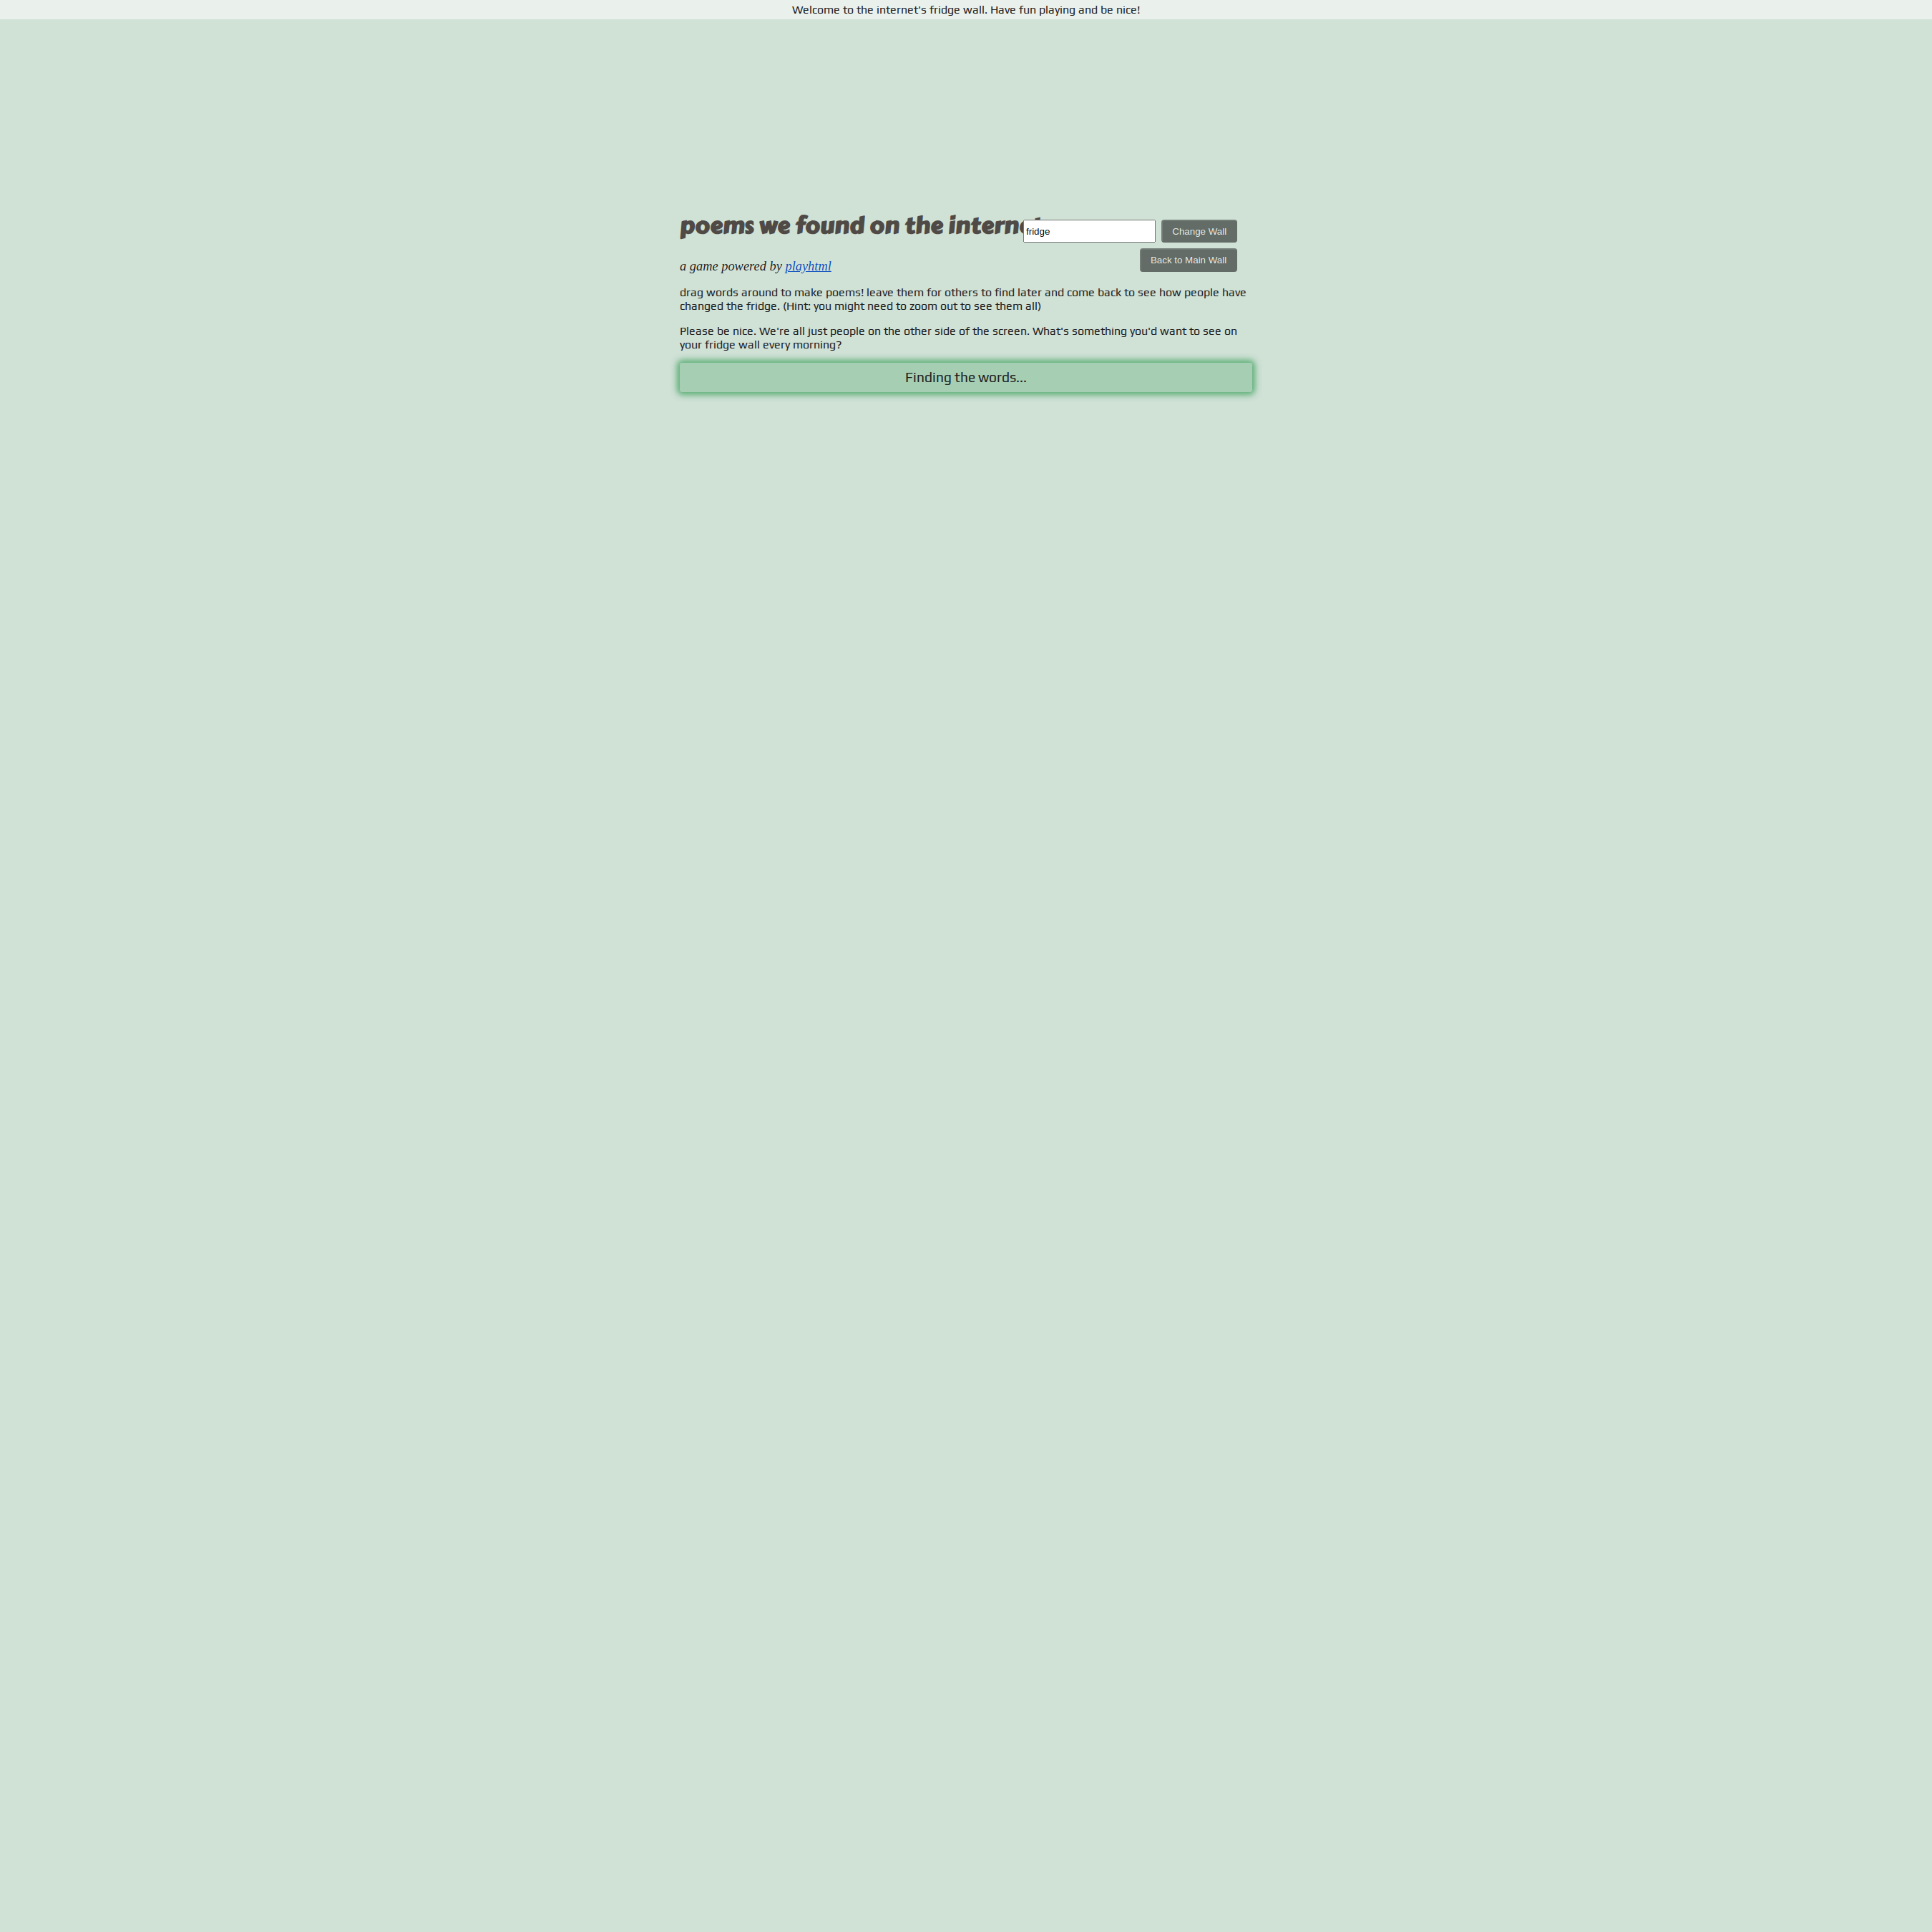 Welcome to the internet's fridge wall. Have fun playing and be nice!
poems we found on the internet
fridge
Change Wall
Back to Main Wall
a game powered by playhtml
drag words around to make poems! leave them for others to find later and come back to see how people have
changed the fridge. (Hint: you might need to zoom out to see them all)
Please be nice. We're all just people on the other side of the screen. What's something you'd want to see on
your fridge wall every morning?
Finding the words...